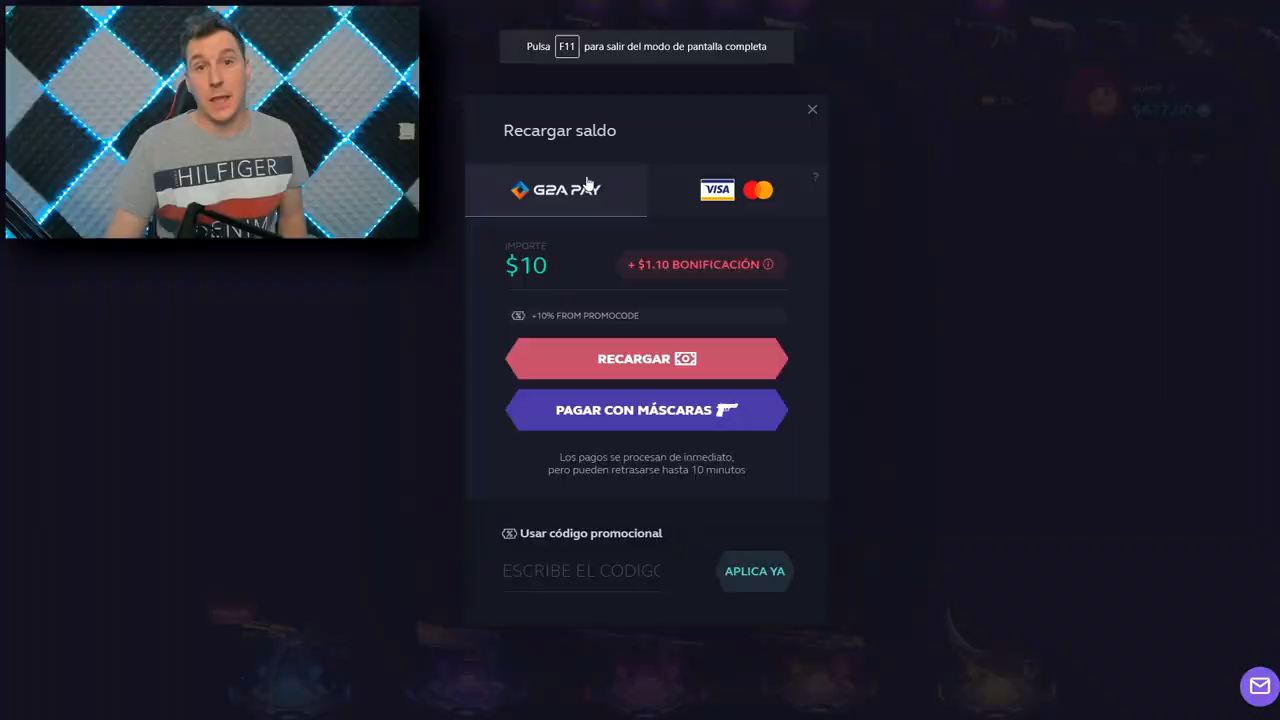 Pulsa F11 para salir del modo de pantalla completa
HILFIGER
DENIM
Recargar saldo
G2A PAY
VISA
?
IMPORTE
$10
+ $1.10 BONIFICACIÓN
+10% FROM PROMOCODE
RECARGAR
PAGAR CON MÁSCARAS
Los pagos se procesan de inmediato,
pero pueden retrasarse hasta 10 minutos
Usar código promocional
ESCRIBE EL CODIGO
APLICA YA